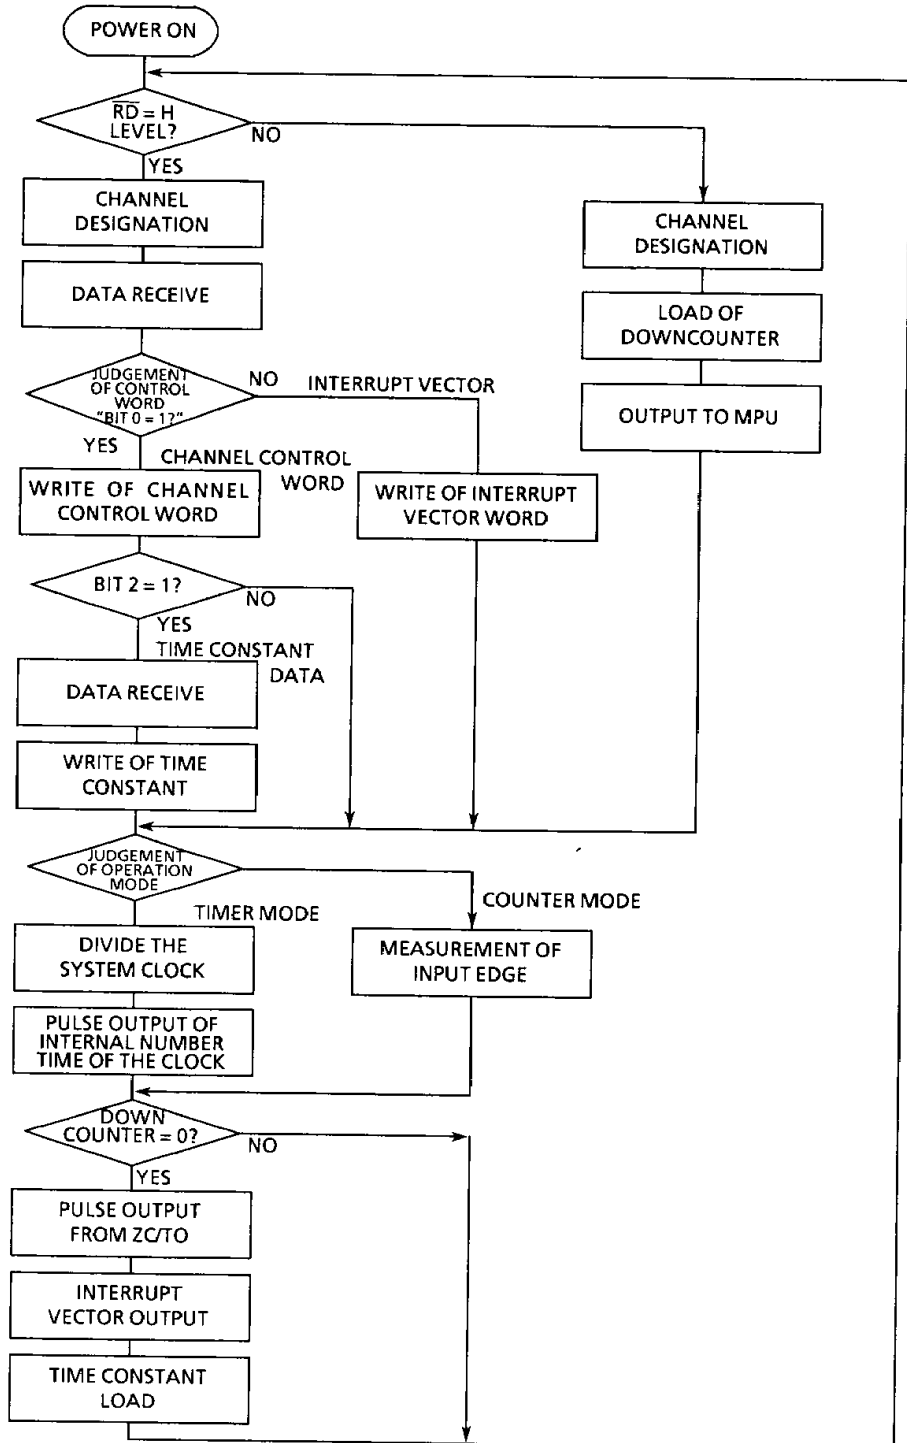 POWER ON
RD = H
LEVEL?
NO
YES
CHANNEL
DESIGNATION
CHANNEL
DESIGNATION
DATA RECEIVE
LOAD OF
DOWNCOUNTER
JUDGEMENT
OF CONTROL
WORD
"BIT 0 = 1?"
NO
INTERRUPT VECTOR
OUTPUT TO MPU
YES
CHANNEL CONTROL
WORD
WRITE OF CHANNEL
CONTROL WORD
WRITE OF INTERRUPT
VECTOR WORD
BIT 2 = 1?
NO
YES
TIME CONSTANT
DATA
DATA RECEIVE
WRITE OF TIME
CONSTANT
JUDGEMENT
OF OPERATION
MODE
TIMER MODE
COUNTER MODE
DIVIDE THE
SYSTEM CLOCK
MEASUREMENT OF
INPUT EDGE
PULSE OUTPUT OF
INTERNAL NUMBER
TIME OF THE CLOCK
DOWN
COUNTER = 0?
NO
YES
PULSE OUTPUT
FROM ZC/TO
INTERRUPT
VECTOR OUTPUT
TIME CONSTANT
LOAD